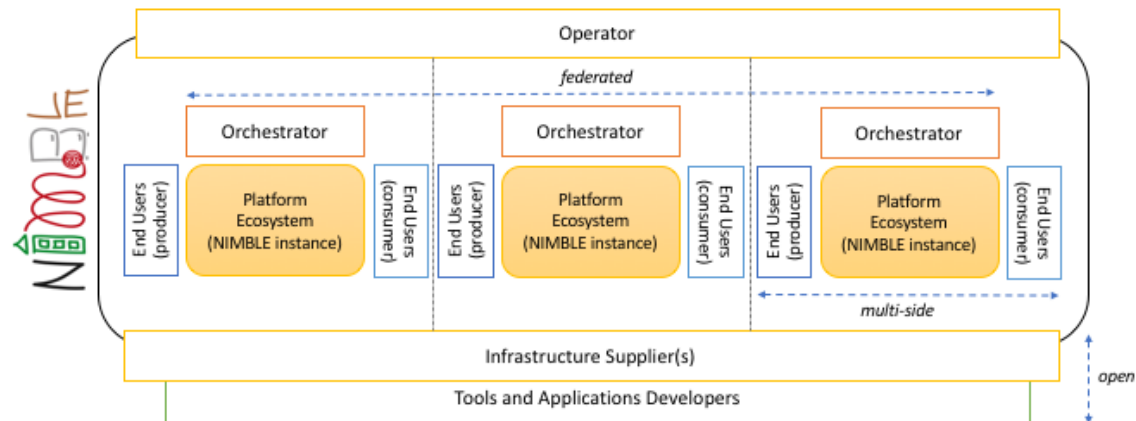 Operator
federated
Orchestrator
Orchestrator
Orchestrator
End Users
(producer)
Platform
Ecosystem
(NIMBLE instance)
End Users
(consumer)
End Users
(producer)
Platform
Ecosystem
(NIMBLE instance)
End Users
(consumer)
End Users
(producer)
Platform
Ecosystem
(NIMBLE instance)
End Users
(consumer)
NIMBLE
multi-side
Infrastructure Supplier(s)
open
Tools and Applications Developers